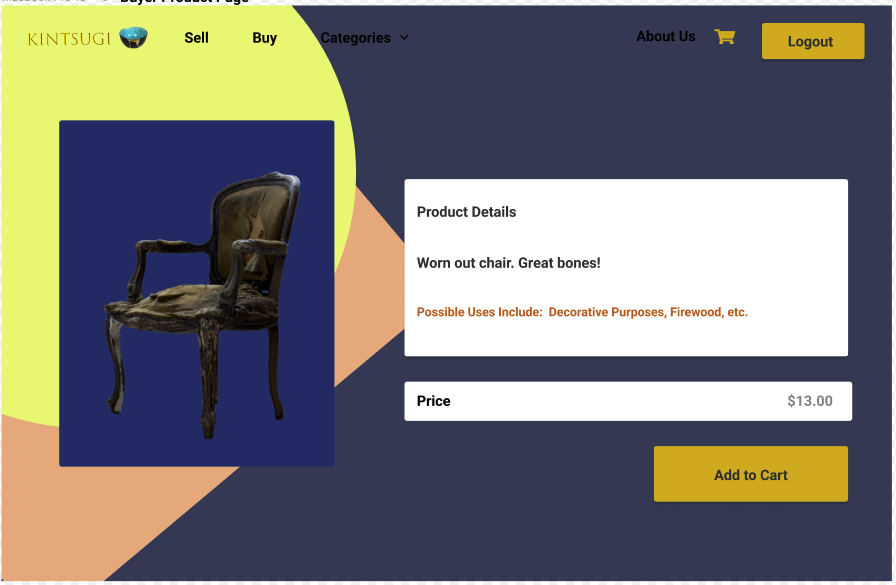 Buyer Product Page
KINTSUGI Sell Buy Categories About Us Logout
Product Details
Worn out chair. Great bones!
Possible Uses Include: Decorative Purposes, Firewood, etc.
Price $13.00
Add to Cart